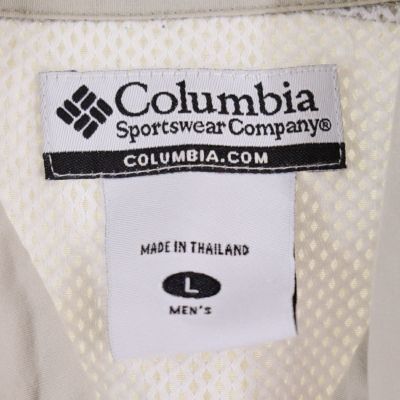 Columbia
Sportswear Company®
COLUMBIA.COM
MADE IN THAILAND
L
MEN'S